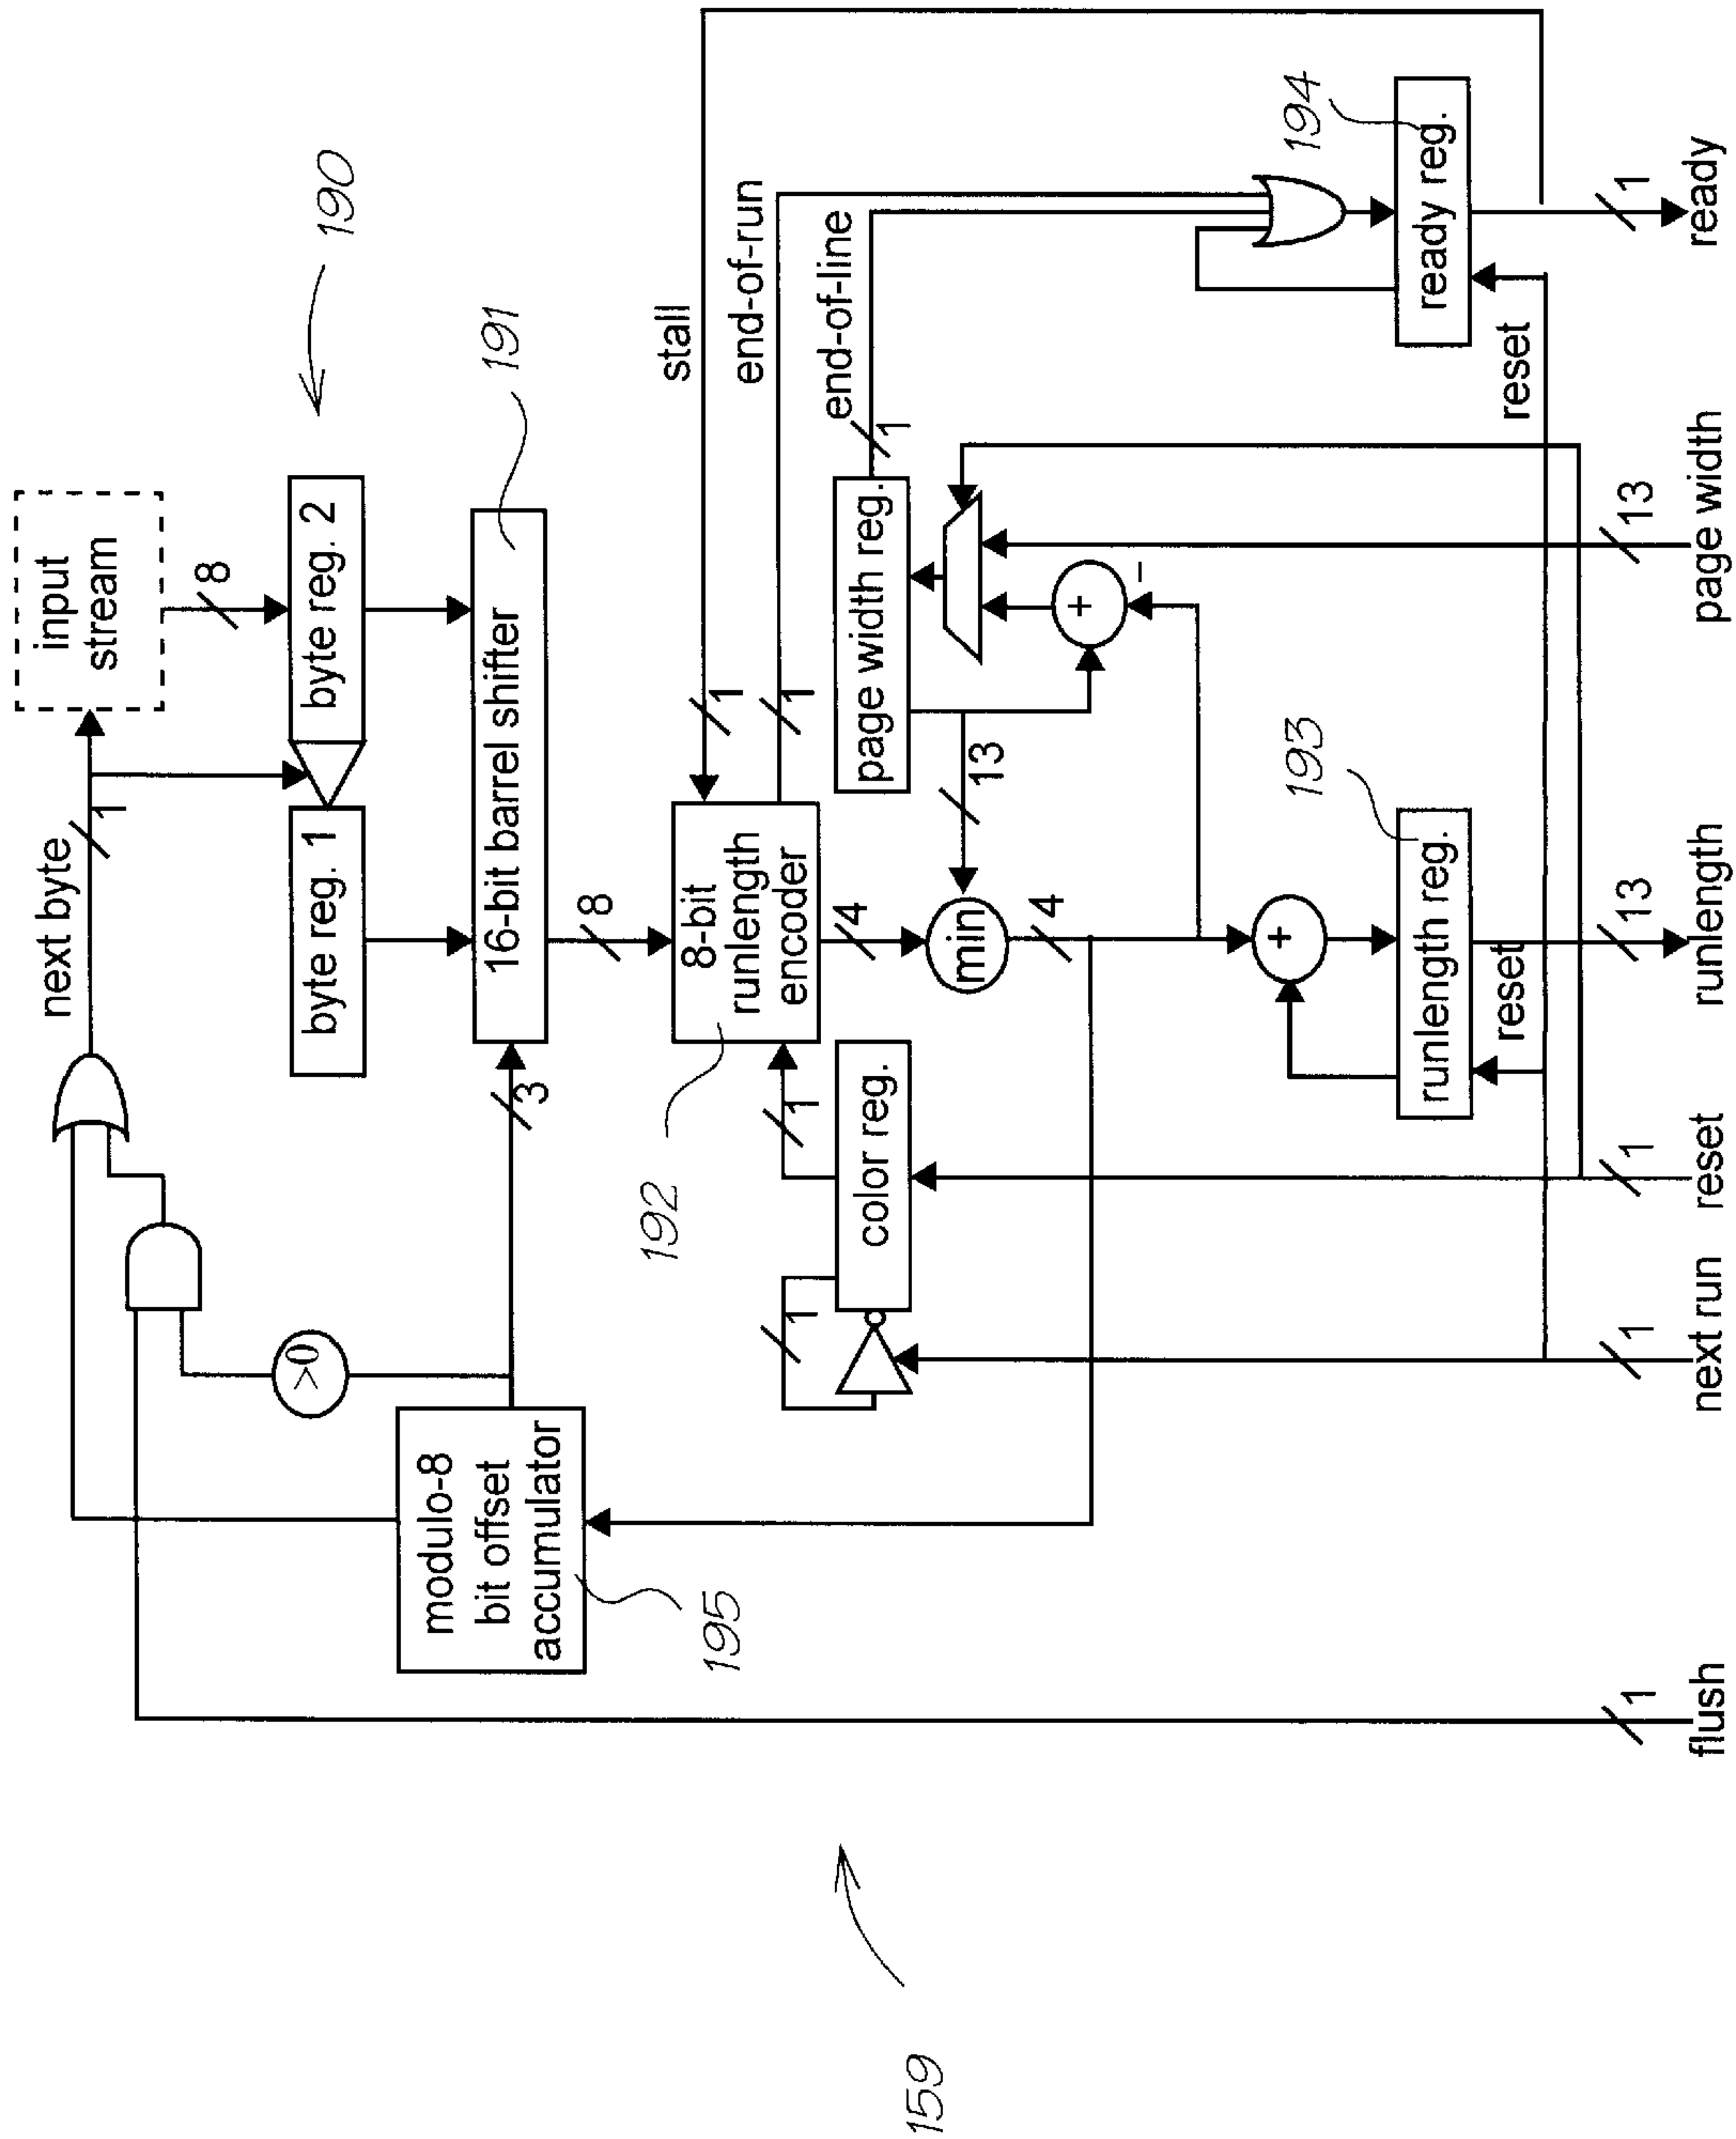 input
stream
next byte
1
8
190
byte reg. 1
byte reg. 2
16-bit barrel shifter
191
3
8
>0
modulo-8
bit offset
accumulator
195
8-bit
runlength
encoder
192
stall
1
end-of-run
1
end-of-line
1
page width reg.
13
4
min
4
1
color reg.
1
+
−
+
runlength reg.
193
reset
ready reg.
194
reset
1
flush
1
next run
1
reset
13
runlength
13
page width
1
ready
159